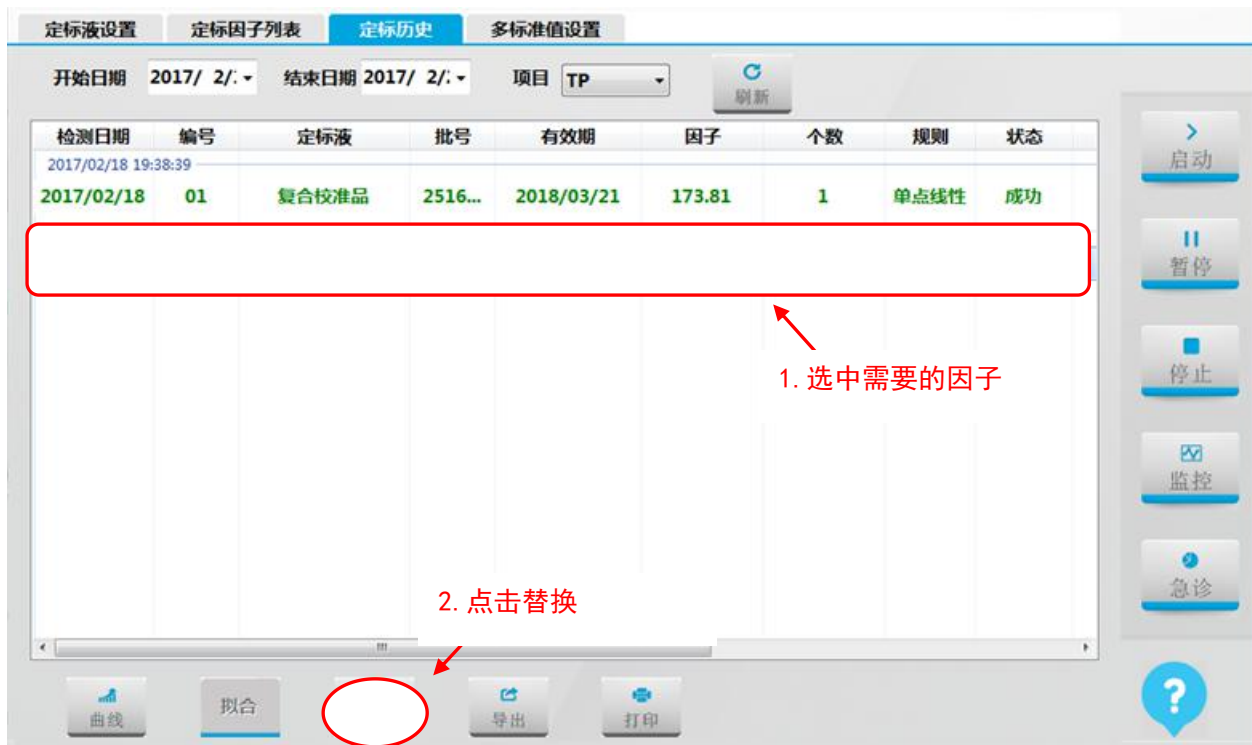 定标液设置 定标因子列表 定标历史 多标准值设置
开始日期 2017/ 2/ 结束日期 2017/ 2/ 项目 TP 刷新
检测日期 编号 定标液 批号 有效期 因子 个数 规则 状态
2017/02/18 19:38:39
2017/02/18 01 复合校准品 2516... 2018/03/21 173.81 1 单点线性 成功
启动
暂停
1.选中需要的因子
停止
监控
2.点击替换
急诊
曲线 拟合 导出 打印
?